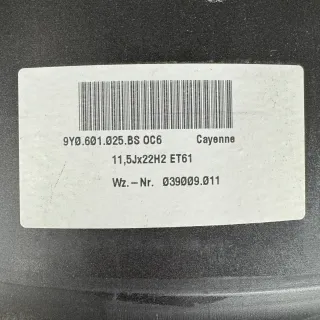 9Y0.601.025.BS OC6 Cayenne
11,5Jx22H2 ET61
Wz.-Nr. 039009.011